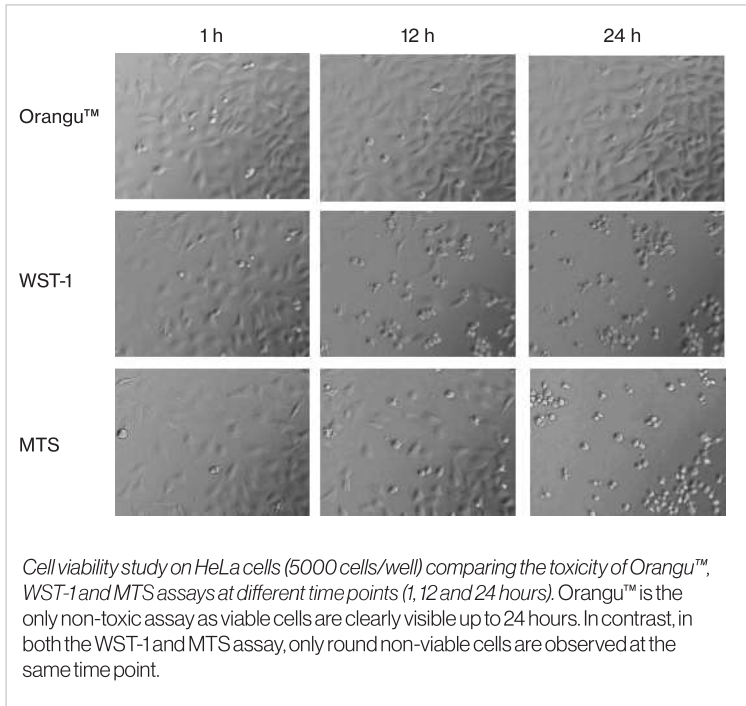 1 h 12 h 24 h
Orangu™
WST-1
MTS
Cell viability study on HeLa cells (5000 cells/well) comparing the toxicity of Orangu™,
WST-1 and MTS assays at different time points (1, 12 and 24 hours). Orangu™ is the
only non-toxic assay as viable cells are clearly visible up to 24 hours. In contrast, in
both the WST-1 and MTS assay, only round non-viable cells are observed at the
same time point.